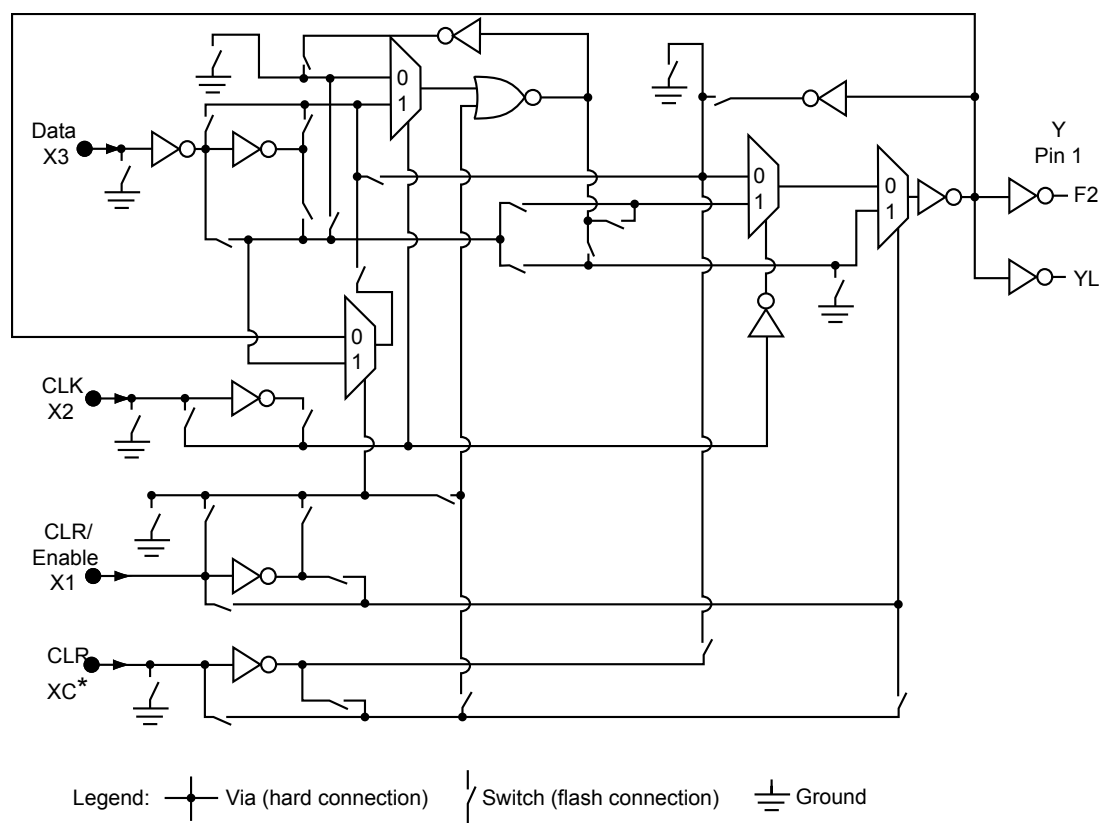 0
1
Data
X3
0
1
0
1
Y
Pin 1
F2
YL
0
1
CLK
X2
CLR/
Enable
X1
CLR
XC*
Legend:
Via (hard connection)
Switch (flash connection)
Ground